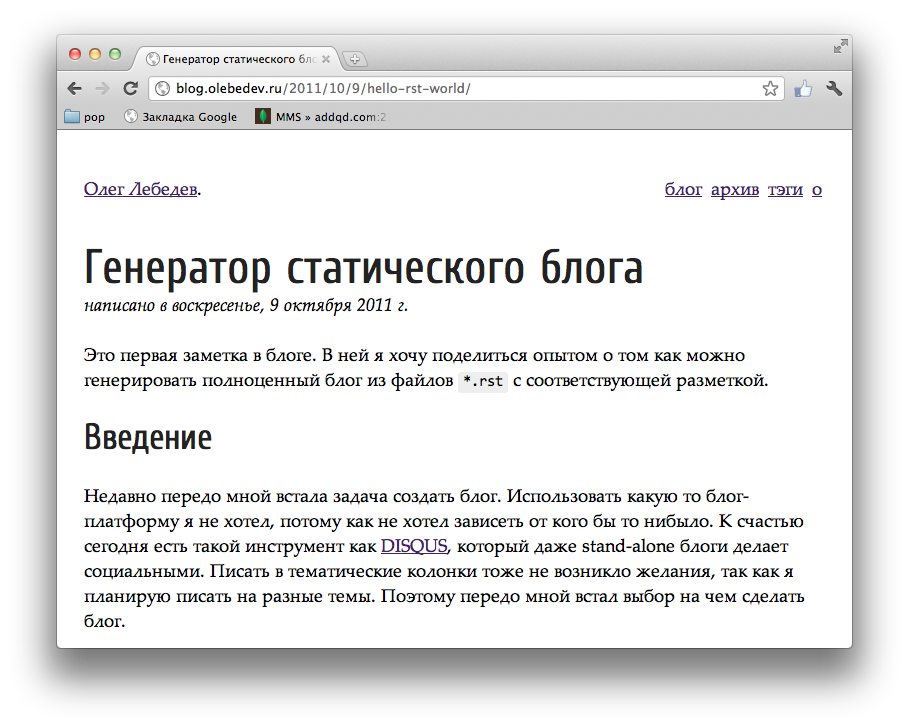 Генератор статического бло
blog.olebedev.ru/2011/10/9/hello-rst-world/
pop Закладка Google MMS » addqd.com:2
Олег Лебедев. блог архив тэги о
Генератор статического блога
написано в воскресенье, 9 октября 2011 г.
Это первая заметка в блоге. В ней я хочу поделиться опытом о том как можно
генерировать полноценный блог из файлов *.rst с соответствующей разметкой.
Введение
Недавно передо мной встала задача создать блог. Использовать какую то блог-
платформу я не хотел, потому как не хотел зависеть от кого бы то нибыло. К счастью
сегодня есть такой инструмент как DISQUS, который даже stand-alone блоги делает
социальными. Писать в тематические колонки тоже не возникло желания, так как я
планирую писать на разные темы. Поэтому передо мной встал выбор на чем сделать
блог.